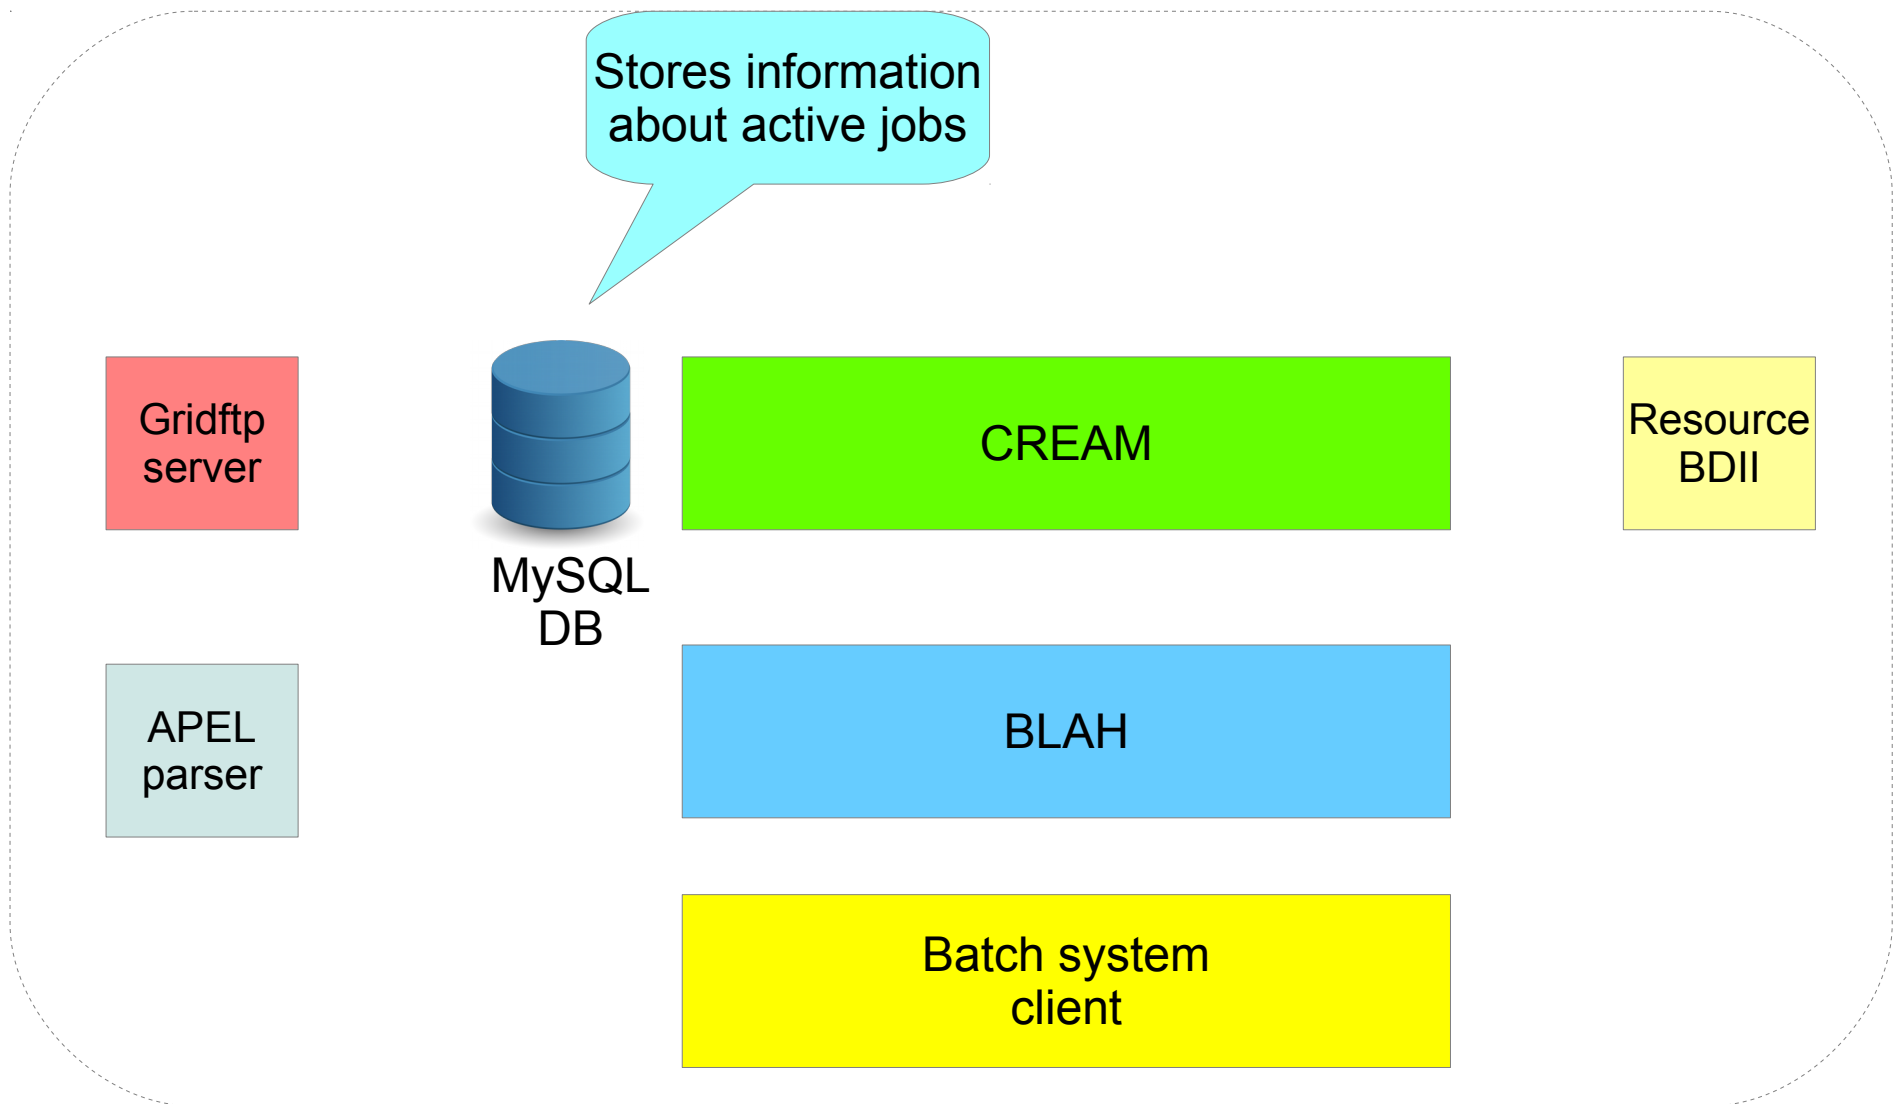 Stores information
about active jobs
Gridftp
server
CREAM
Resource
BDII
MySQL
DB
APEL
parser
BLAH
Batch system
client